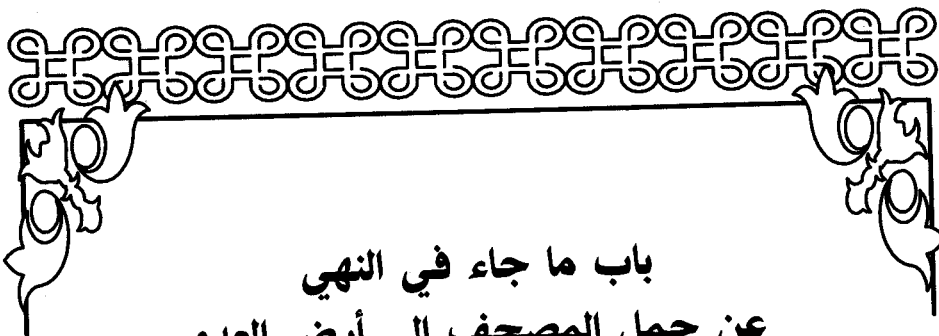 باب ما جاء في النهي
عن حمل المصحف إلى أرض العدو